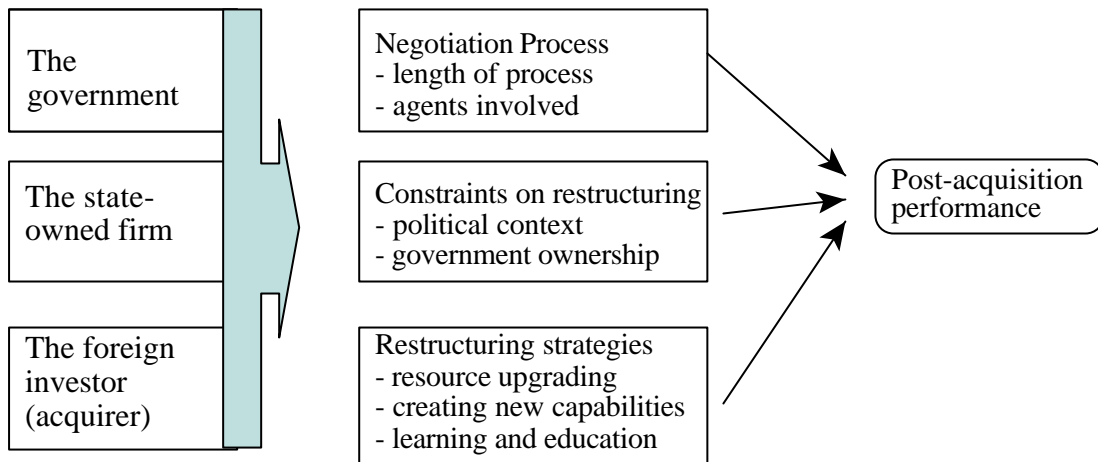 The
government
The state-
owned firm
The foreign
investor
(acquirer)
Negotiation Process
- length of process
- agents involved
Constraints on restructuring
- political context
- government ownership
Restructuring strategies
- resource upgrading
- creating new capabilities
- learning and education
Post-acquisition
performance